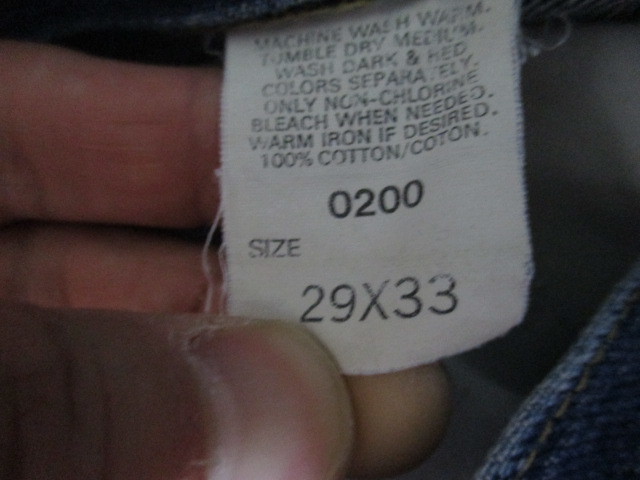 MACHINE WASH WARM.
TUMBLE DRY MEDIUM.
WASH DARK & RED
COLORS SEPARATELY.
ONLY NON-CHLORINE
BLEACH WHEN NEEDED.
WARM IRON IF DESIRED.
100% COTTON/COTON.
0200
SIZE
29X33